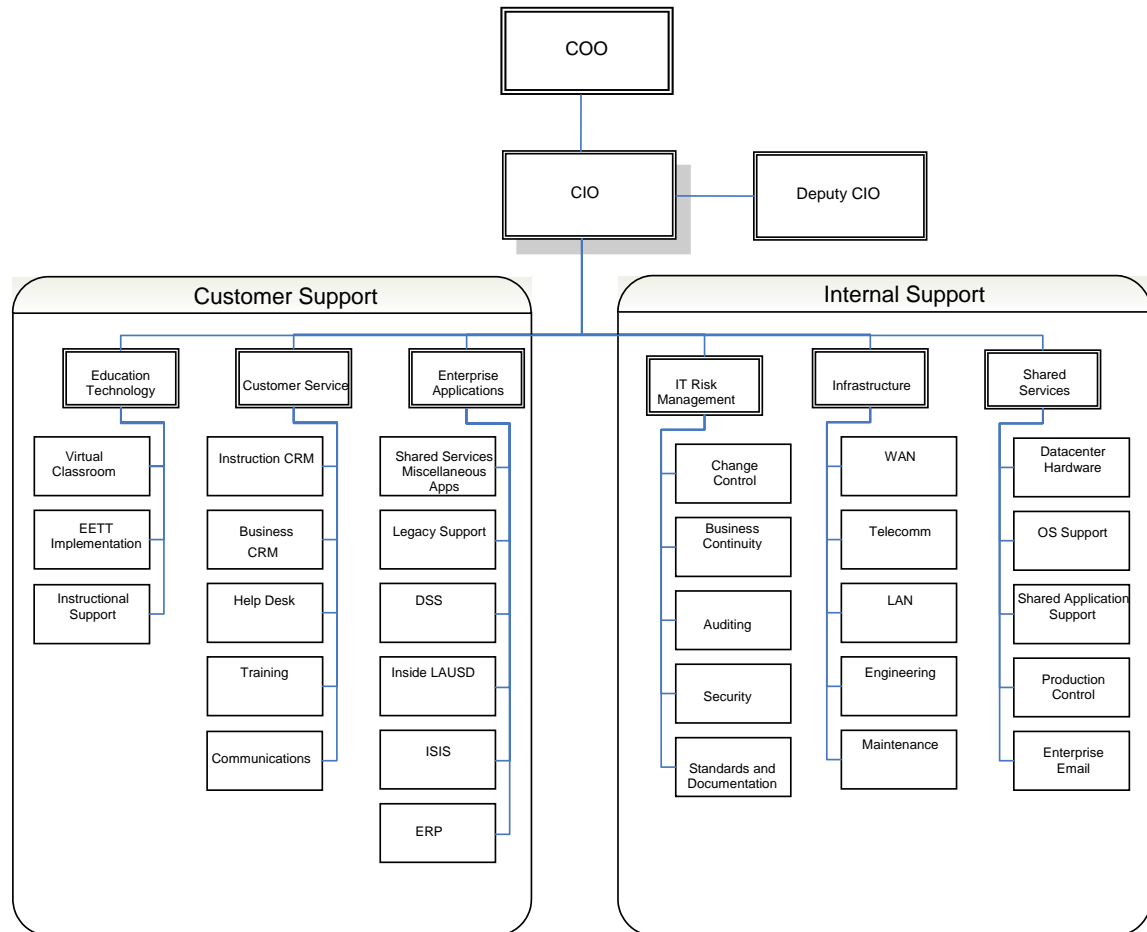 COO
CIO
Deputy CIO
Customer Support
Internal Support
Education
Technology
Customer Service
Enterprise
Applications
IT Risk
Management
Infrastructure
Shared
Services
Virtual
Classroom
EETT
Implementation
Instructional
Support
Instruction CRM
Business
CRM
Help Desk
Training
Communications
Shared Services
Miscellaneous
Apps
Legacy Support
DSS
Inside LAUSD
ISIS
ERP
Change
Control
Business
Continuity
Auditing
Security
Standards and
Documentation
WAN
Telecomm
LAN
Engineering
Maintenance
Datacenter
Hardware
OS Support
Shared Application
Support
Production
Control
Enterprise
Email